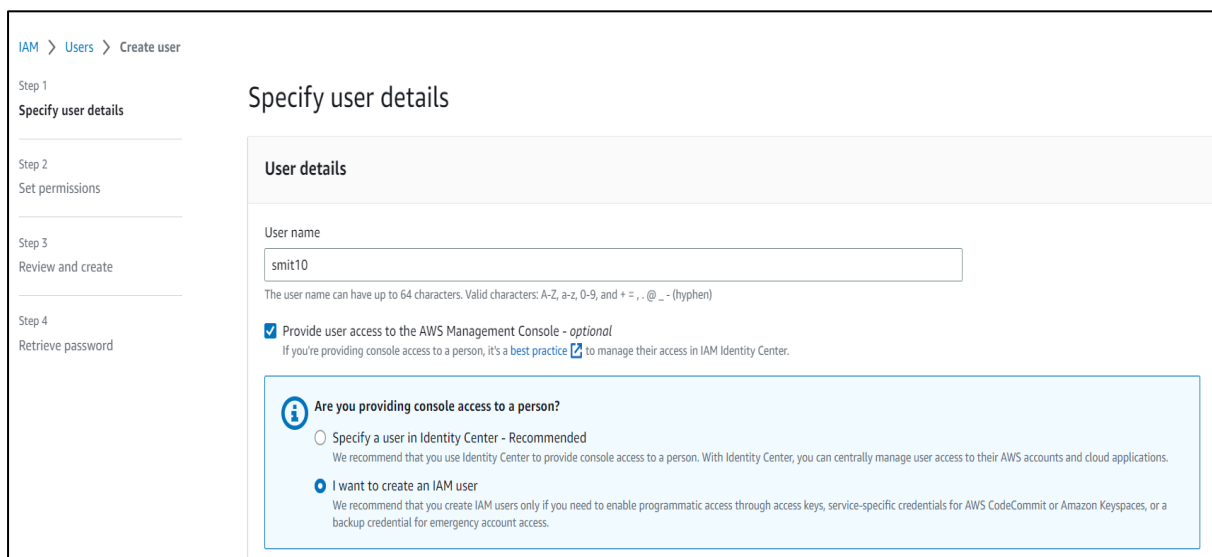 IAM > Users > Create user
Step 1
Specify user details
Step 2
Set permissions
Step 3
Review and create
Step 4
Retrieve password
Specify user details
User details
User name
smit10
The user name can have up to 64 characters. Valid characters: A-Z, a-z, 0-9, and + = , . @ _ - (hyphen)
Provide user access to the AWS Management Console - optional
If you're providing console access to a person, it's a best practice to manage their access in IAM Identity Center.
Are you providing console access to a person?
Specify a user in Identity Center - Recommended
We recommend that you use Identity Center to provide console access to a person. With Identity Center, you can centrally manage user access to their AWS accounts and cloud applications.
I want to create an IAM user
We recommend that you create IAM users only if you need to enable programmatic access through access keys, service-specific credentials for AWS CodeCommit or Amazon Keyspaces, or a
backup credential for emergency account access.